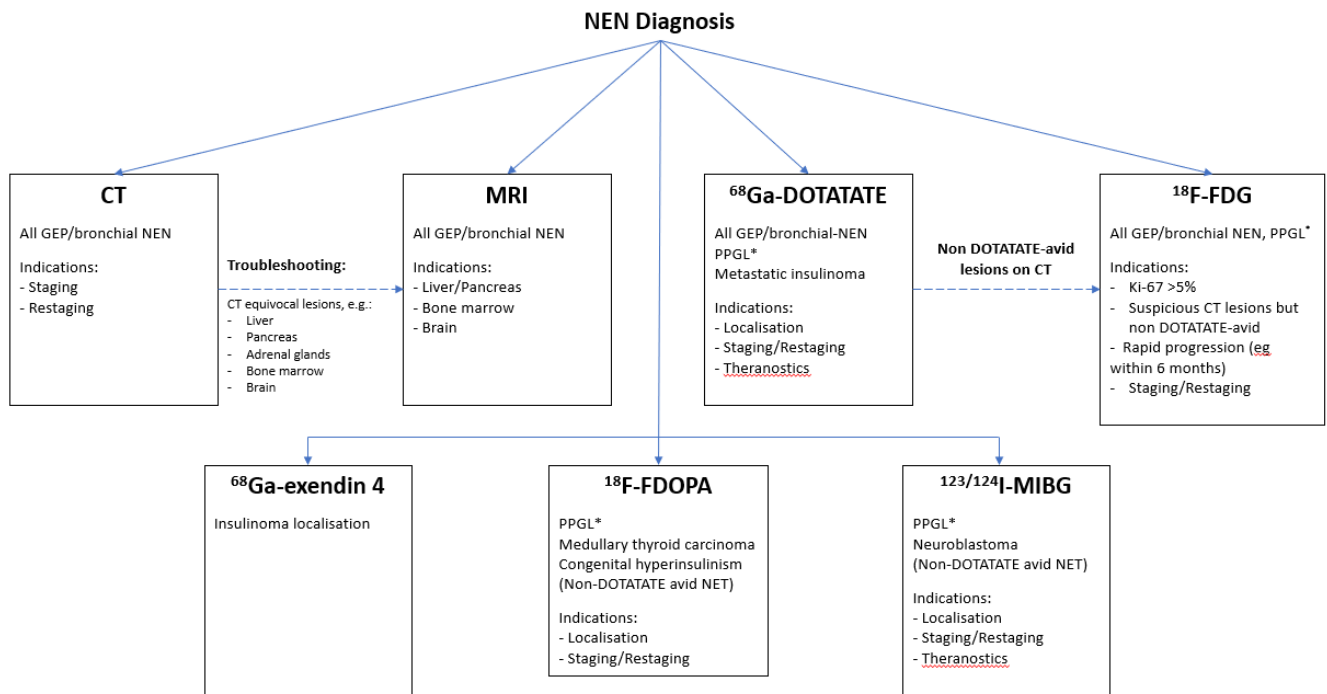 NEN Diagnosis
CT
All GEP/bronchial NEN
Indications:
- Staging
- Restaging
Troubleshooting:
CT equivocal lesions, e.g.:
- Liver
- Pancreas
- Adrenal glands
- Bone marrow
- Brain
MRI
All GEP/bronchial NEN
Indications:
- Liver/Pancreas
- Bone marrow
- Brain
⁶⁸Ga-DOTATATE
All GEP/bronchial-NEN
PPGL*
Metastatic insulinoma
Indications:
- Localisation
- Staging/Restaging
- Theranostics
Non DOTATATE-avid
lesions on CT
¹⁸F-FDG
All GEP/bronchial NEN, PPGL*
Indications:
- Ki-67 >5%
- Suspicious CT lesions but
non DOTATATE-avid
- Rapid progression (eg
within 6 months)
- Staging/Restaging
⁶⁸Ga-exendin 4
Insulinoma localisation
¹⁸F-FDOPA
PPGL*
Medullary thyroid carcinoma
Congenital hyperinsulinism
(Non-DOTATATE avid NET)
Indications:
- Localisation
- Staging/Restaging
¹²³/¹²⁴I-MIBG
PPGL*
Neuroblastoma
(Non-DOTATATE avid NET)
Indications:
- Localisation
- Staging/Restaging
- Theranostics